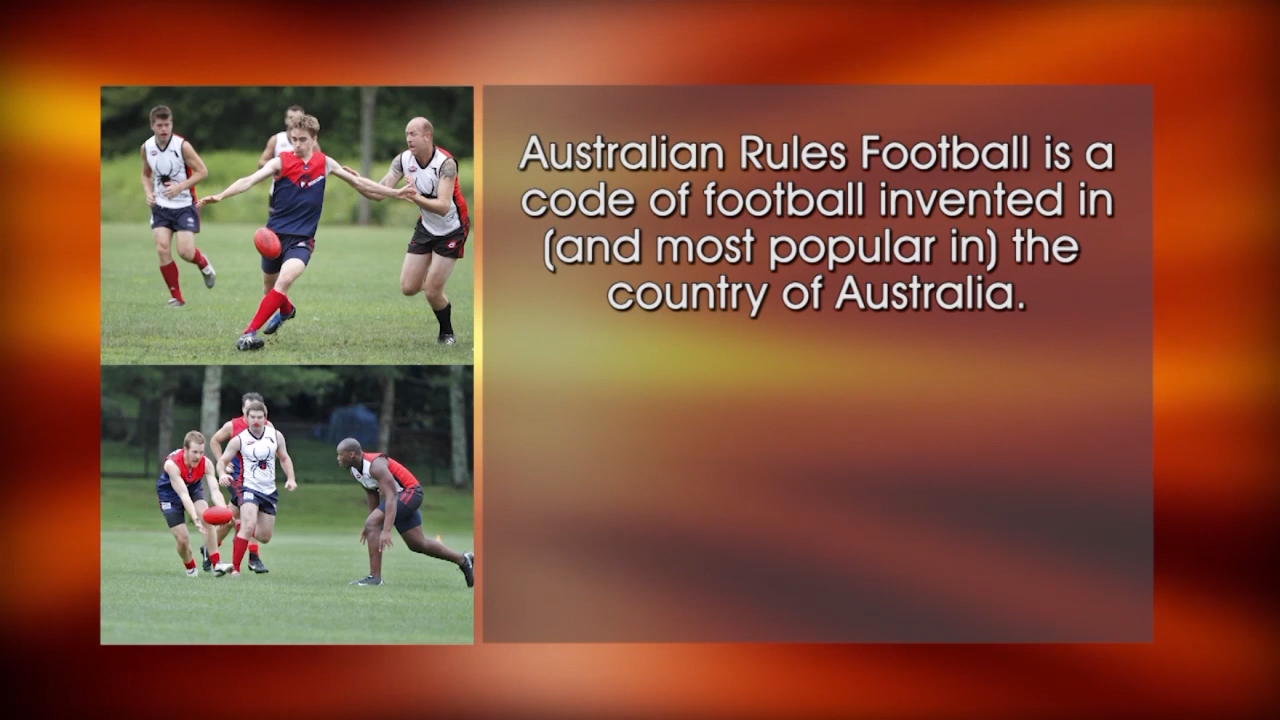 Australian Rules Football is a
code of football invented in
(and most popular in) the
country of Australia.